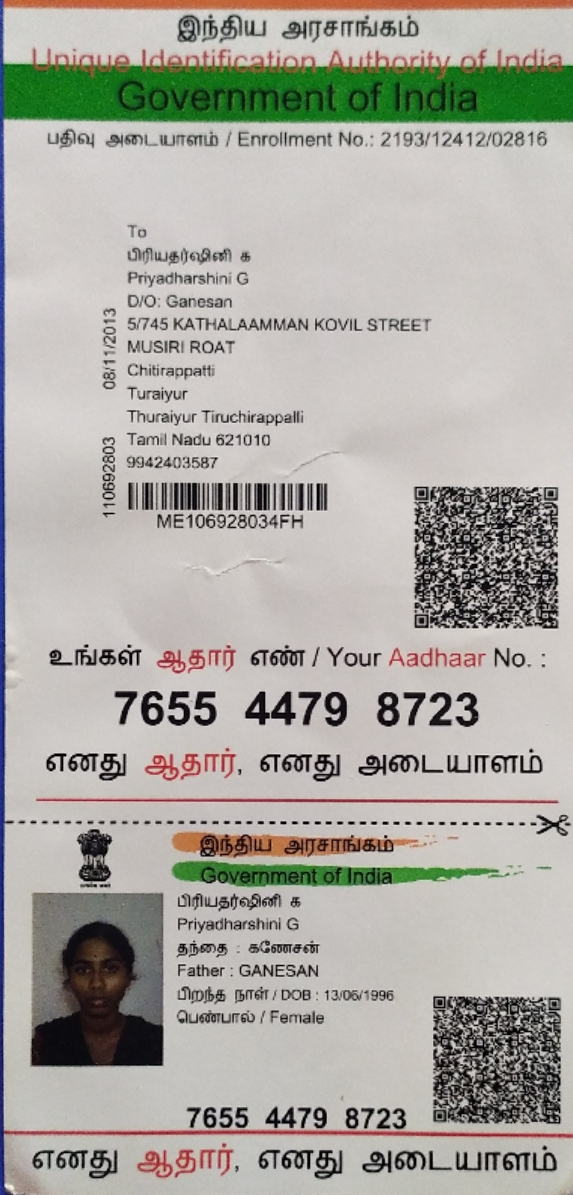 இந்திய அரசாங்கம்
Unique Identification Authority of India
Government of India
பதிவு அடையாளம் / Enrollment No.: 2193/12412/02816
To
பிரியதர்ஷினி க
Priyadharshini G
D/O: Ganesan
5/745 KATHALAAMMAN KOVIL STREET
MUSIRI ROAT
Chitirappatti
Turaiyur
Thuraiyur Tiruchirappalli
Tamil Nadu 621010
9942403587
08/11/2013
110692803
ME106928034FH
உங்கள் ஆதார் எண் / Your Aadhaar No. :
7655 4479 8723
எனது ஆதார், எனது அடையாளம்
இந்திய அரசாங்கம்
Government of India
பிரியதர்ஷினி க
Priyadharshini G
தந்தை : கணேசன்
Father : GANESAN
பிறந்த நாள் / DOB : 13/06/1996
பெண்பால் / Female
7655 4479 8723
எனது ஆதார், எனது அடையாளம்